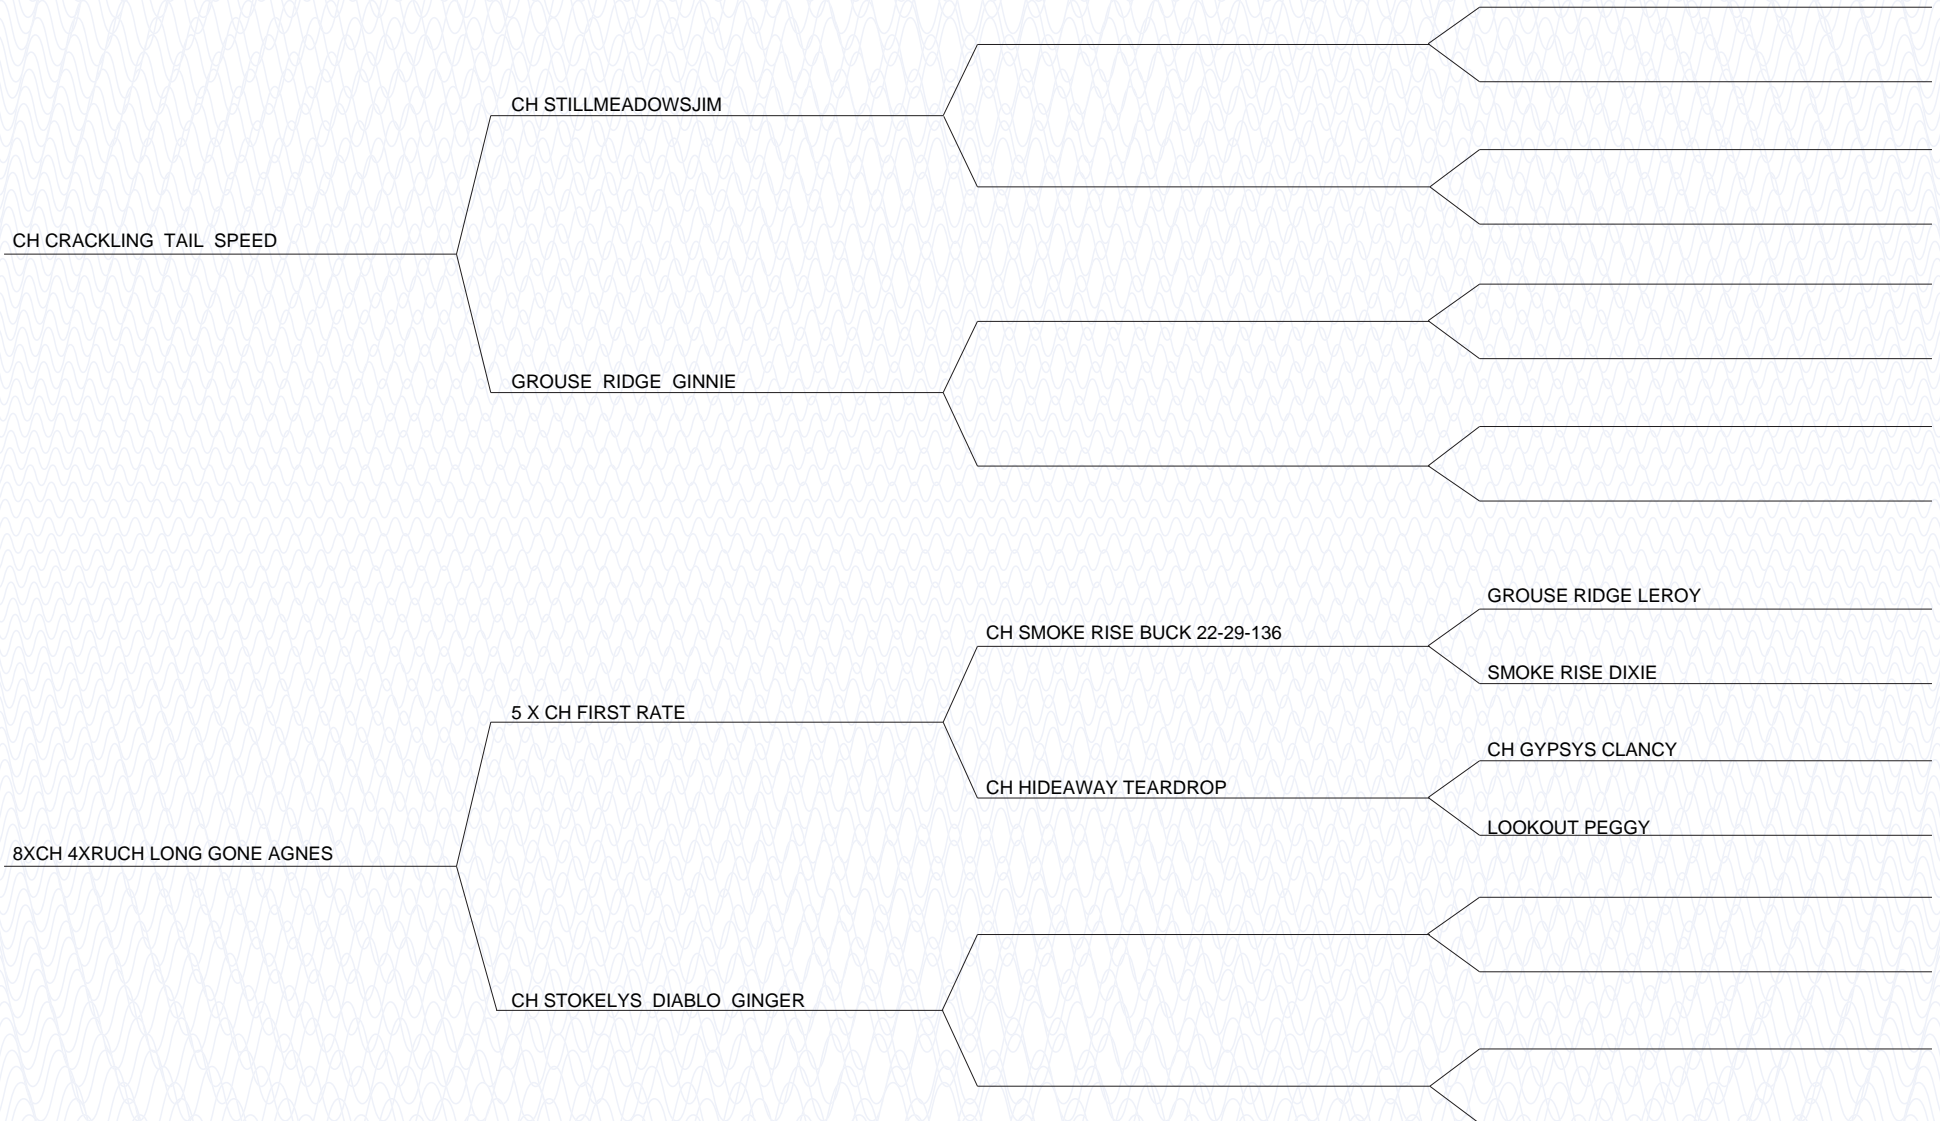 CH STILLMEADOWSJIM
CH CRACKLING TAIL SPEED
GROUSE RIDGE GINNIE
GROUSE RIDGE LEROY
CH SMOKE RISE BUCK 22-29-136
SMOKE RISE DIXIE
5 X CH FIRST RATE
CH GYPSYS CLANCY
CH HIDEAWAY TEARDROP
LOOKOUT PEGGY
8XCH 4XRUCH LONG GONE AGNES
CH STOKELYS DIABLO GINGER